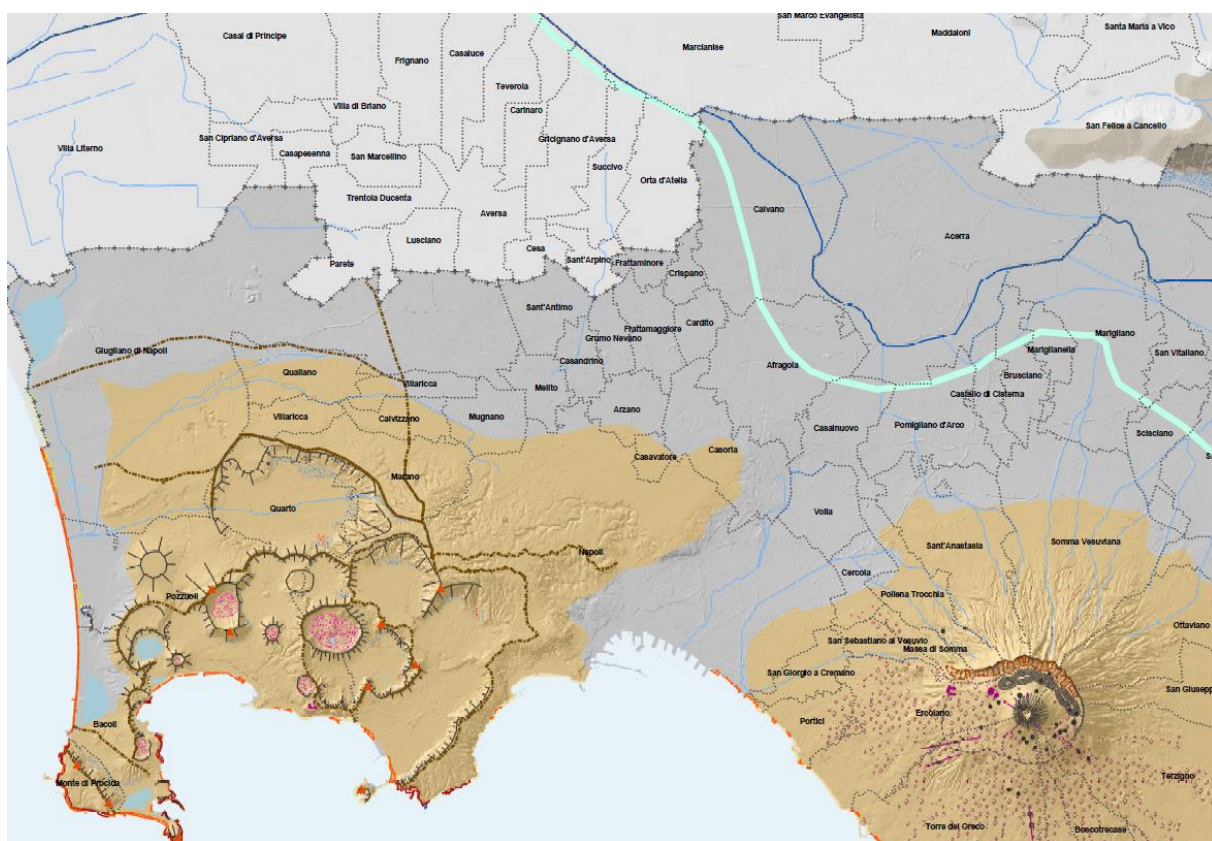 San Marco Evangelista
Santa Maria a Vico
Casal di Principe
Maddaloni
Casaluce
Marcianise
Frignano
Teverola
Villa di Briano
Carinaro
San Felice a Cancello
San Cipriano d'Aversa
Gricignano d'Aversa
Villa Literno
Casapesenna
San Marcellino
Succivo
Orta d'Atella
Trentola Ducenta
Caivano
Aversa
Lusciano
Acerra
Cesa
Parete
Sant'Arpino
Frattaminore
Crispano
Sant'Antimo
Frattamaggiore
Cardito
Grumo Nevano
Marigliano
Giugliano di Napoli
Mariglianella
San Vitaliano
Casandrino
Afragola
Qualiano
Brusciano
Villaricca
Melito
Castello di Cisterna
Arzano
Villaricca
Calvizzano
Mugnano
Casalnuovo
Pomigliano d'Arco
Scisciano
Casoria
Casavatore
S
Marano
Quarto
Volla
Sant'Anastasia
Somma Vesuviana
Napoli
Cercola
Pollena Trocchia
Pozzuoli
Ottaviano
San Sebastiano al Vesuvio
Massa di Somma
San Giorgio a Cremano
San Giusepp
Ercolano
Portici
Bacoli
Terzigno
Monte di Procida
Torre del Greco
Boscotrecase